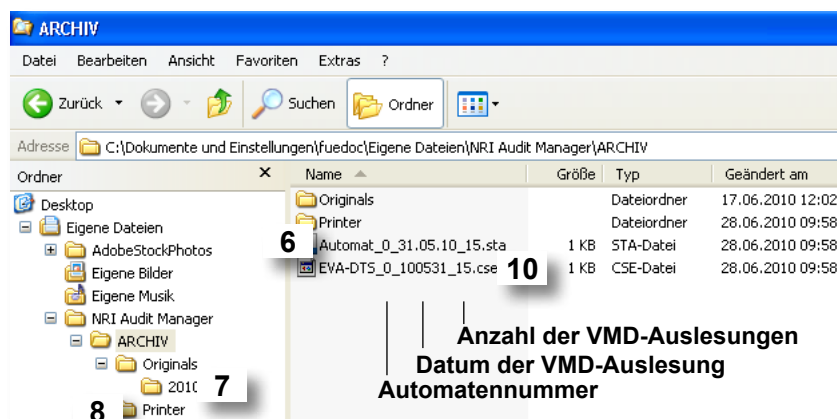 ARCHIV
Datei Bearbeiten Ansicht Favoriten Extras ?
Zurück Suchen Ordner
Adresse C:\Dokumente und Einstellungen\fuedoc\Eigene Dateien\NRI Audit Manager\ARCHIV
Ordner X Name Größe Typ Geändert am
Desktop
Eigene Dateien
AdobeStockPhotos
Eigene Bilder
Eigene Musik
NRI Audit Manager
ARCHIV
Originals
2010
7
8
Printer
Originals Dateiordner 17.06.2010 12:02
Printer Dateiordner 28.06.2010 09:58
6
Automat_0_31.05.10_15.sta 1 KB STA-Datei 28.06.2010 09:58
EVA-DTS_0_100531_15.cse 10 1 KB CSE-Datei 28.06.2010 09:58
Anzahl der VMD-Auslesungen
Datum der VMD-Auslesung
Automatennummer